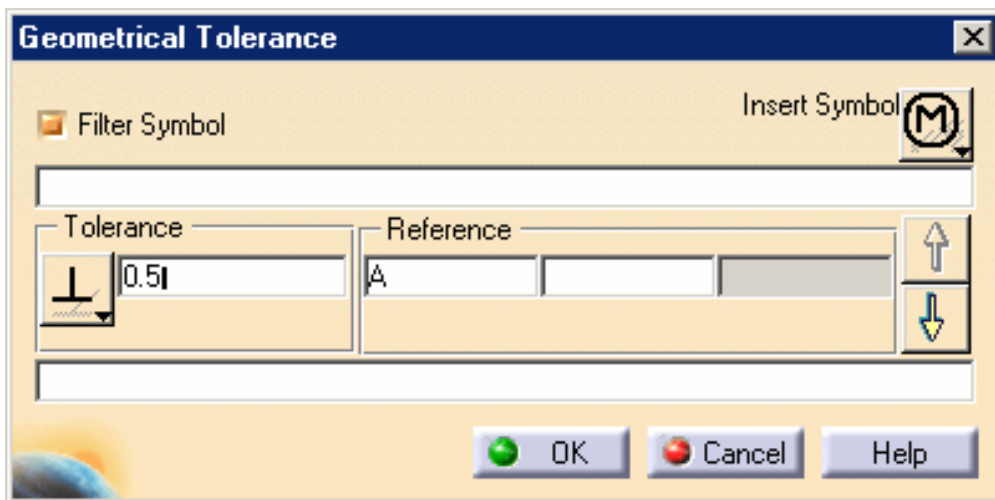 Geometrical Tolerance
Filter Symbol
Insert Symbol
M
Tolerance
Reference
0.5
A
OK
Cancel
Help